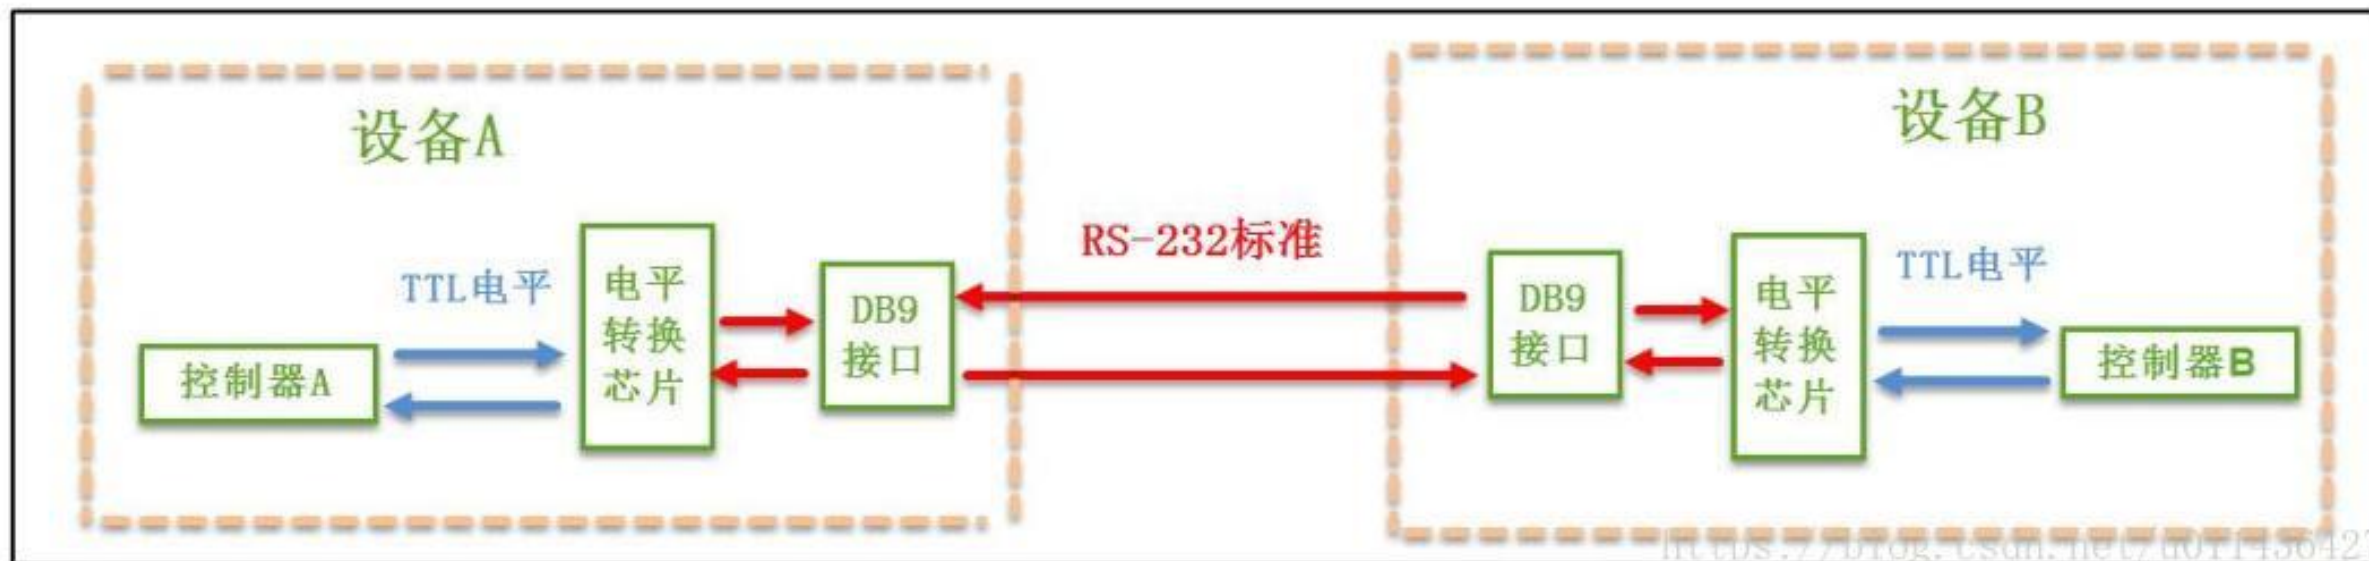 设备A
设备B
RS-232标准
TTL电平
电平
转换
芯片
DB9
接口
控制器A
DB9
接口
电平
转换
芯片
TTL电平
控制器B